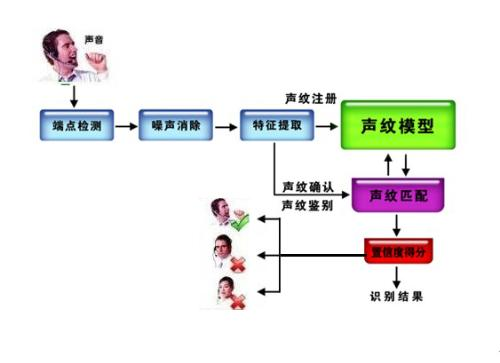 声音
声纹注册
端点检测
噪声消除
特征提取
声纹模型
声纹确认
声纹鉴别
声纹匹配
置信度得分
识别结果